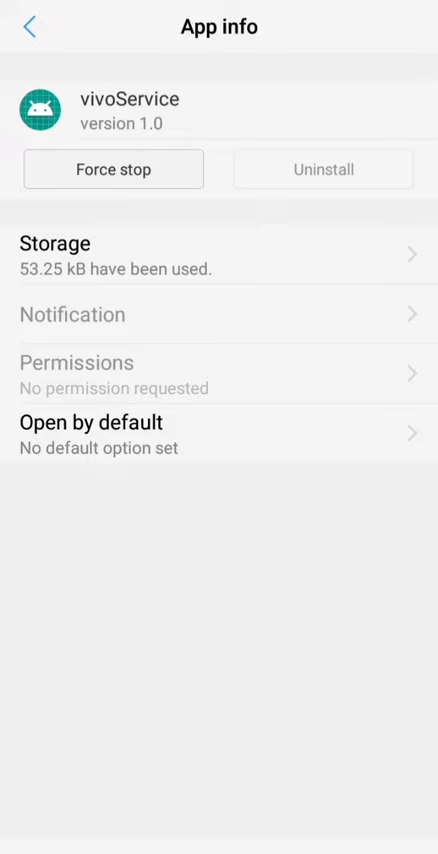 App info
vivoService
version 1.0
Force stop
Uninstall
Storage
53.25 kB have been used.
Notification
Permissions
No permission requested
Open by default
No default option set